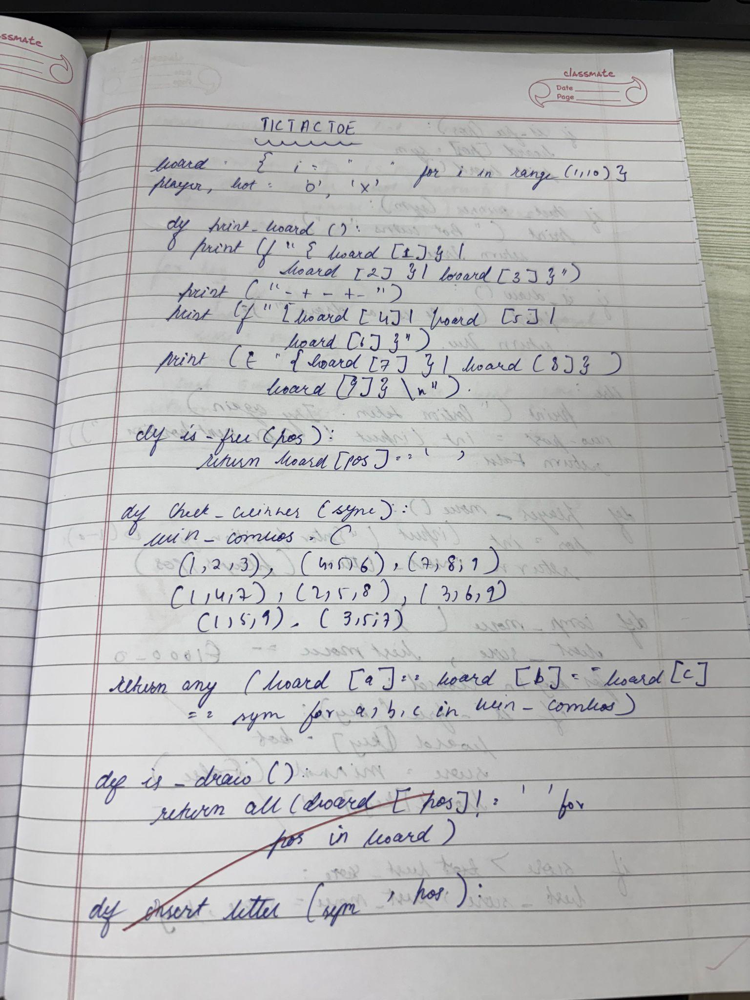 ssmate
classmate
Date
Page
TICTACTOE
board = { i = " " for i in range (1,10) }
player, bot = 'O', 'X'
def print_board ():
print (f " { board [1] } |
board [2] } | board [3] } ")
print ( " - + - + - " )
print (f " { board [4] | board [5] |
board [6] } ")
print (f " { board [7] } | board (8] } )
board [9] } \n" ).
def is_free (pos):
return board [pos] == ' '
def check_winner (sym):
win_combos = (
(1,2,3), (4,5,6), (7,8,9)
(1,4,7), (2,5,8), (3,6,9)
(1,5,9), (3,5,7)
return any (board [a] == board [b] == board [c]
== sym for a, b, c in win_combos)
def is_draw ():
return all (board [pos] != ' ' for
pos in board)
def insert letter (sym , pos):